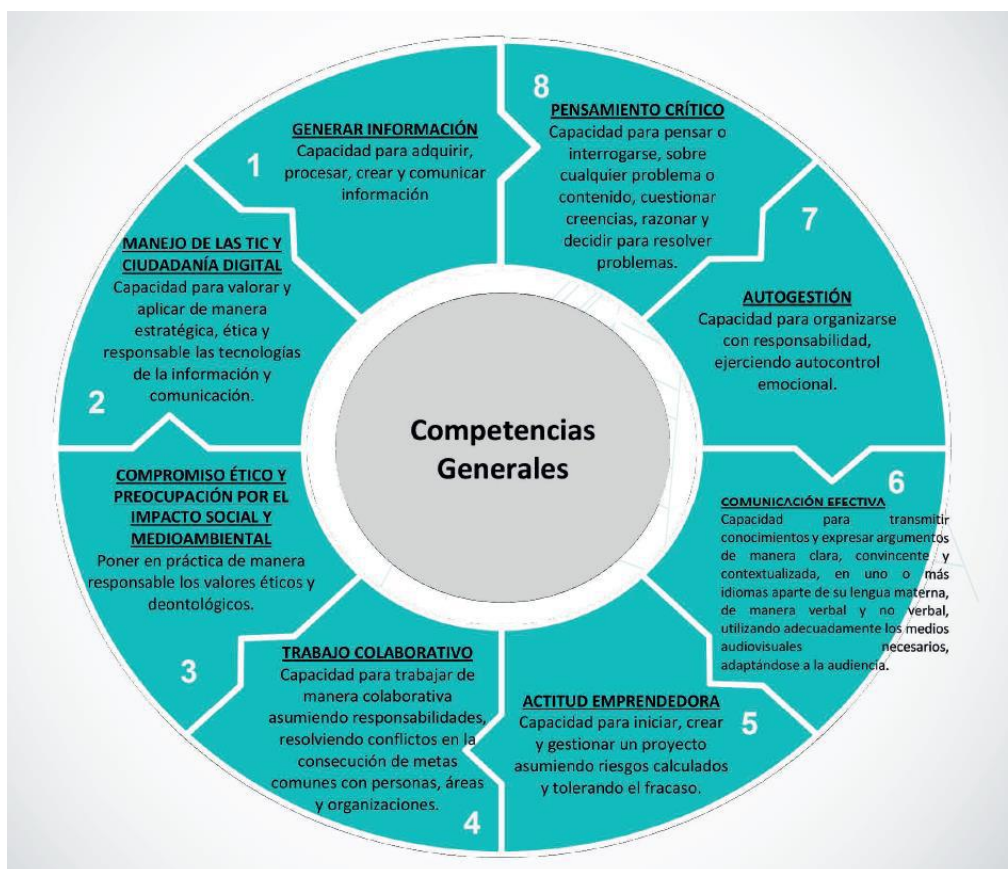 Competencias
Generales
1
GENERAR INFORMACIÓN
Capacidad para adquirir,
procesar, crear y comunicar
información
2
MANEJO DE LAS TIC Y
CIUDADANÍA DIGITAL
Capacidad para valorar y
aplicar de manera
estratégica, ética y
responsable las tecnologías
de la información y
comunicación.
3
COMPROMISO ÉTICO Y
PREOCUPACIÓN POR EL
IMPACTO SOCIAL Y
MEDIOAMBIENTAL
Poner en práctica de manera
responsable los valores éticos y
deontológicos.
4
TRABAJO COLABORATIVO
Capacidad para trabajar de
manera colaborativa
asumiendo responsabilidades,
resolviendo conflictos en la
consecución de metas
comunes con personas, áreas
y organizaciones.
5
ACTITUD EMPRENDEDORA
Capacidad para iniciar, crear
y gestionar un proyecto
asumiendo riesgos calculados
y tolerando el fracaso.
6
COMUNICACIÓN EFECTIVA
Capacidad para transmitir
conocimientos y expresar argumentos
de manera clara, convincente y
contextualizada, en uno o más
idiomas aparte de su lengua materna,
de manera verbal y no verbal,
utilizando adecuadamente los medios
audiovisuales necesarios,
adaptándose a la audiencia.
7
AUTOGESTIÓN
Capacidad para organizarse
con responsabilidad,
ejerciendo autocontrol
emocional.
8
PENSAMIENTO CRÍTICO
Capacidad para pensar o
interrogarse, sobre
cualquier problema o
contenido, cuestionar
creencias, razonar y
decidir para resolver
problemas.